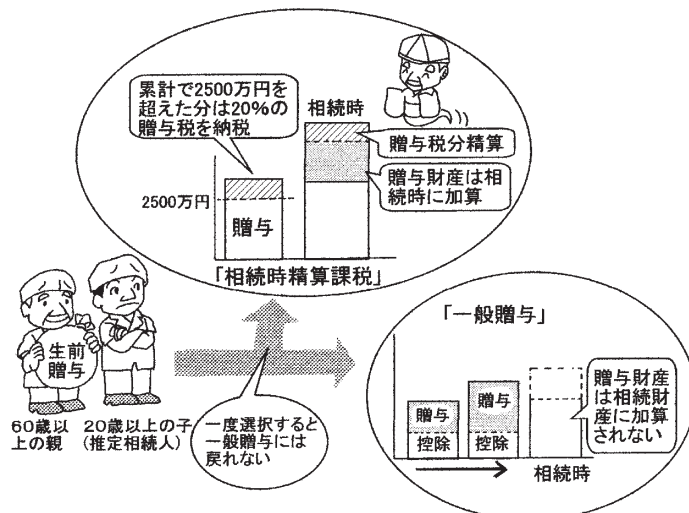 累計で2500万円を
超えた分は20%の
贈与税を納税
相続時
贈与税分精算
贈与財産は相
続時に加算
2500万円
贈与
「相続時精算課税」
生前
贈与
60歳以
上の親
20歳以上の子
(推定相続人)
一度選択すると
一般贈与には
戻れない
「一般贈与」
贈与
控除
贈与
控除
贈与財産
は相続財
産に加算
されない
相続時